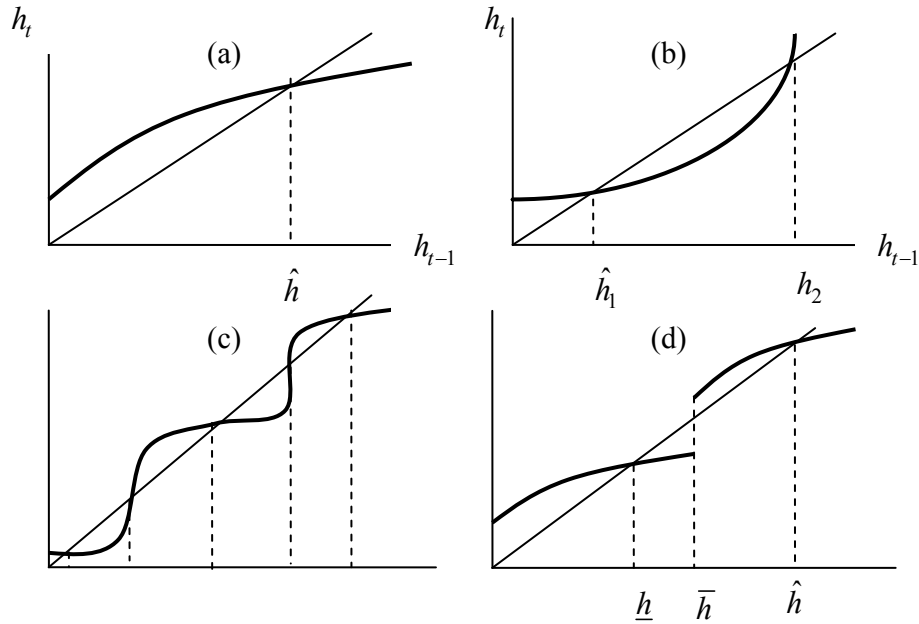 h_t
(a)
h_{t-1}
ĥ
h_t
(b)
h_{t-1}
ĥ_1
h_2
(c)
(d)
h̲
h̅
ĥ